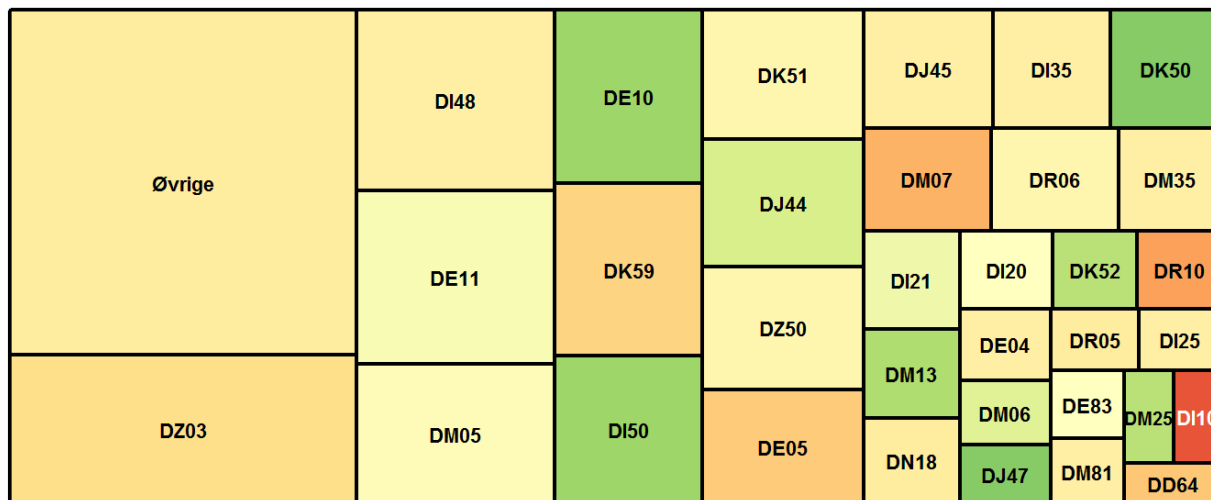 Øvrige
DZ03
DI48
DE11
DM05
DE10
DK59
DI50
DK51
DJ44
DZ50
DE05
DJ45
DI35
DK50
DM07
DR06
DM35
DI21
DM13
DN18
DI20
DK52
DR10
DE04
DR05
DI25
DM06
DJ47
DE83
DM81
DM25
DI10
DD64